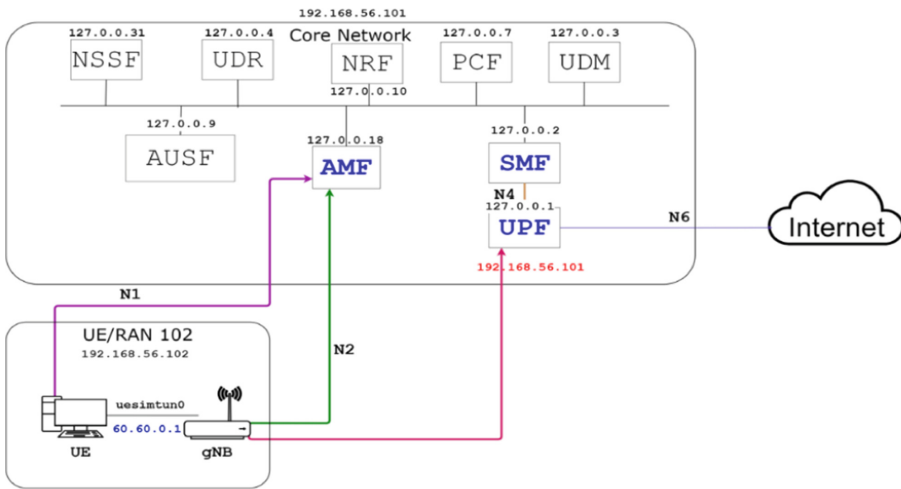 192.168.56.101
Core Network
127.0.0.31
NSSF
127.0.0.4
UDR
NRF
127.0.0.10
127.0.0.7
PCF
127.0.0.3
UDM
127.0.0.9
AUSF
127.0.0.18
AMF
127.0.0.2
SMF
N4
127.0.0.1
UPF
192.168.56.101
N6
Internet
N1
N2
UE/RAN 102
192.168.56.102
uesimtun0
60.60.0.1
UE
gNB